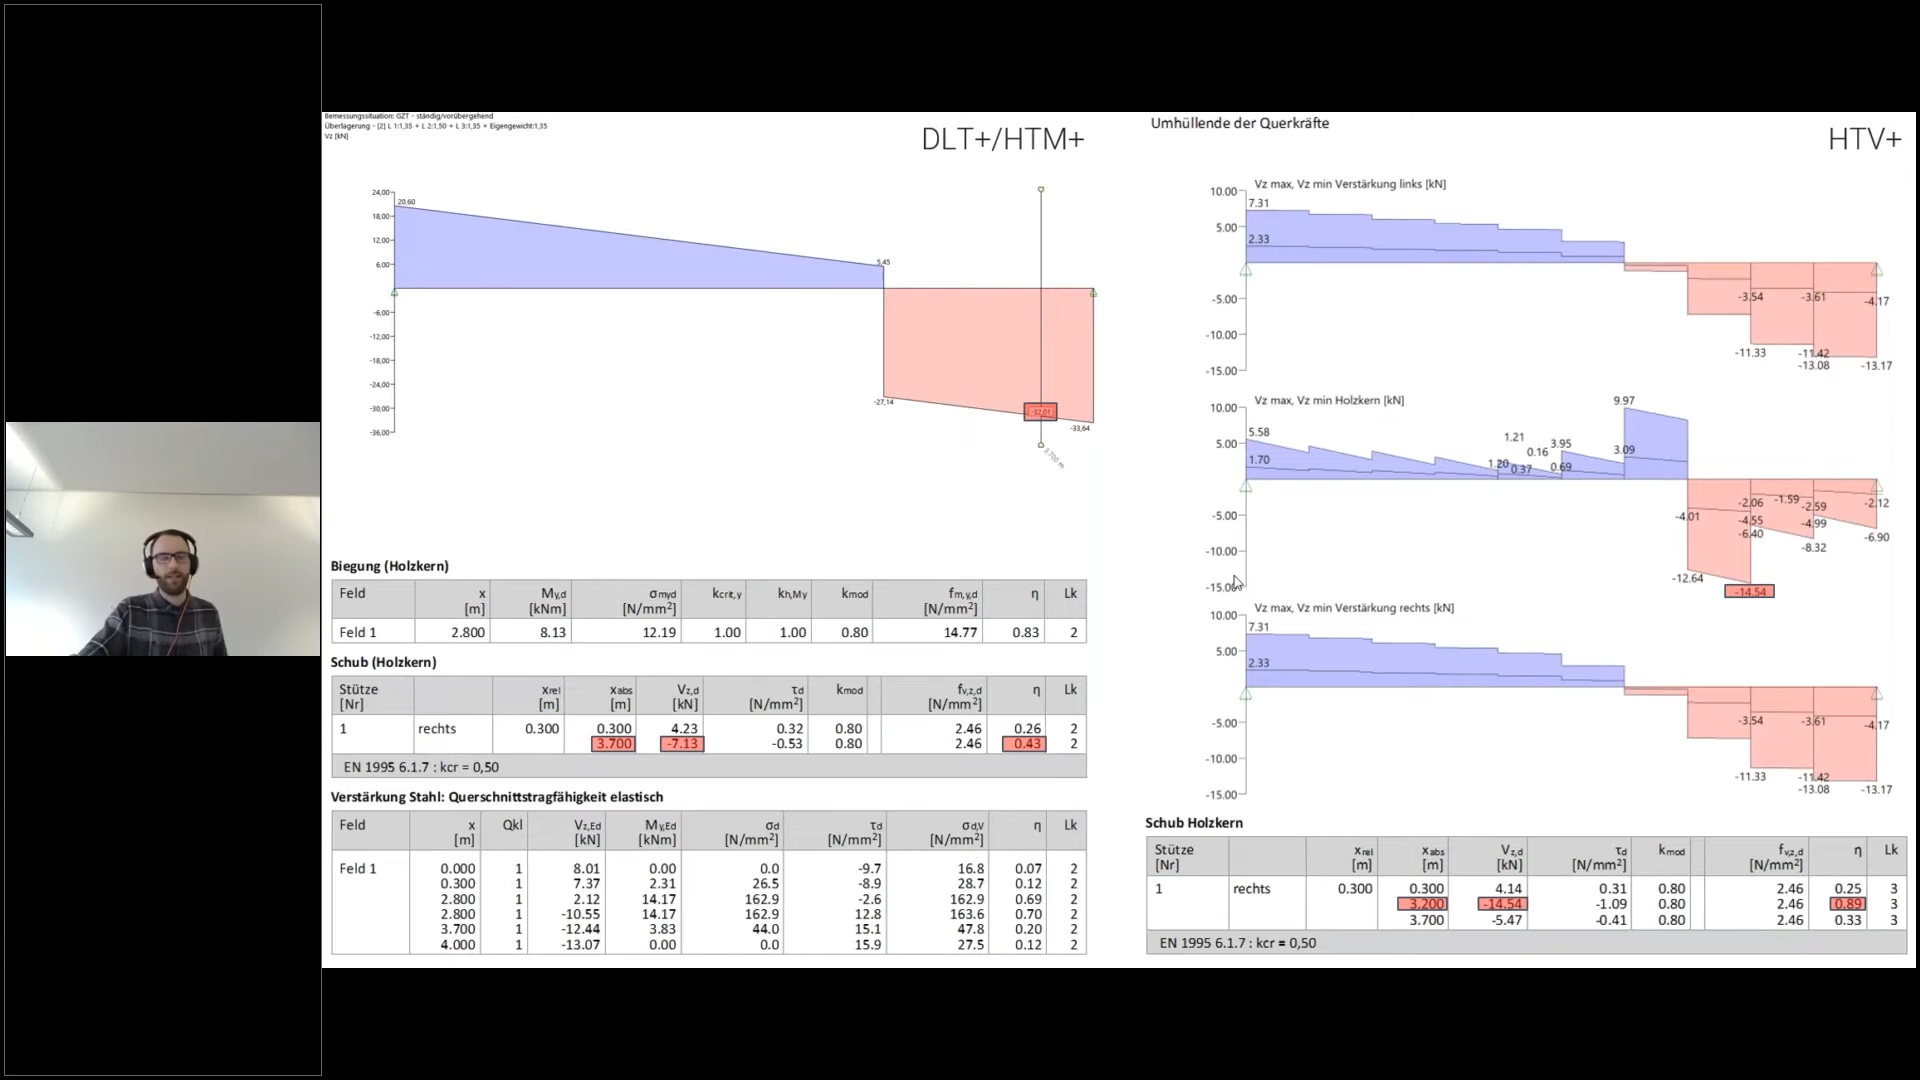 Bemessungssituation: GZT - ständig/vorübergehend
Überlagerung - [2] L 1:1,35 + L 2:1,50 + L 3:1,35 + Eigengewicht:1,35
Vz [kN]
DLT+/HTM+
24,00
20,60
18,00
12,00
6,00
5,45
-6,00
-12,00
-18,00
-24,00
-27,14
-30,00
-32,01
-33,64
-36,00
3,700 m
Biegung (Holzkern)
Feld x My,d σmyd kcrit,y kh,My kmod fm,y,d η Lk
[m] [kNm] [N/mm²] [N/mm²]
Feld 1 2.800 8.13 12.19 1.00 1.00 0.80 14.77 0.83 2
Schub (Holzkern)
Stütze xrel xabs Vz,d τd kmod fv,z,d η Lk
[Nr] [m] [m] [kN] [N/mm²] [N/mm²]
1 rechts 0.300 0.300 4.23 0.32 0.80 2.46 0.26 2
3.700 -7.13 -0.53 0.80 2.46 0.43 2
EN 1995 6.1.7 : kcr = 0,50
Verstärkung Stahl: Querschnittstragfähigkeit elastisch
Feld x Qkl Vz,Ed My,Ed σd τd σd,V η Lk
[m] [kN] [kNm] [N/mm²] [N/mm²] [N/mm²]
Feld 1 0.000 1 8.01 0.00 0.0 -9.7 16.8 0.07 2
0.300 1 7.37 2.31 26.5 -8.9 28.7 0.12 2
2.800 1 2.12 14.17 162.9 -2.6 162.9 0.69 2
2.800 1 -10.55 14.17 162.9 12.8 163.6 0.70 2
3.700 1 -12.44 3.83 44.0 15.1 47.8 0.20 2
4.000 1 -13.07 0.00 0.0 15.9 27.5 0.12 2
Umhüllende der Querkräfte
HTV+
Vz max, Vz min Verstärkung links [kN]
10.00
7.31
5.00
2.33
-5.00
-3.54 -3.61 -4.17
-10.00
-11.33 -11.42
-13.08 -13.17
-15.00
Vz max, Vz min Holzkern [kN]
10.00
9.97
5.58
5.00
1.21
0.16 3.95
3.09
1.70
1.20 0.37 0.69
-5.00
-4.01
-2.06 -1.59 -2.59 -2.12
-4.55 -4.99
-6.40
-8.32
-6.90
-10.00
-12.64
-15.00
-14.54
Vz max, Vz min Verstärkung rechts [kN]
10.00
7.31
5.00
2.33
-5.00
-3.54 -3.61 -4.17
-10.00
-11.33 -11.42
-13.08 -13.17
-15.00
Schub Holzkern
Stütze xrel xabs Vz,d τd kmod fv,z,d η Lk
[Nr] [m] [m] [kN] [N/mm²] [N/mm²]
1 rechts 0.300 0.300 4.14 0.31 0.80 2.46 0.25 3
3.200 -14.54 -1.09 0.80 2.46 0.89 3
3.700 -5.47 -0.41 0.80 2.46 0.33 3
EN 1995 6.1.7 : kcr = 0,50